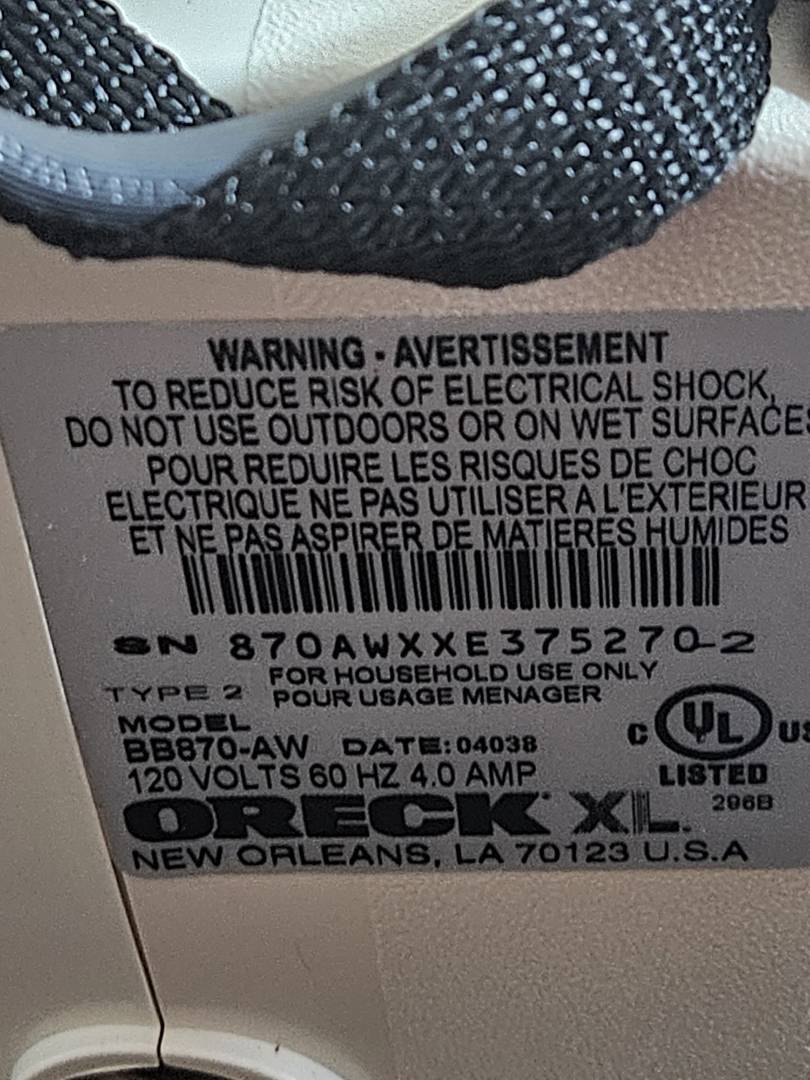 WARNING - AVERTISSEMENT
TO REDUCE RISK OF ELECTRICAL SHOCK,
DO NOT USE OUTDOORS OR ON WET SURFACES
POUR REDUIRE LES RISQUES DE CHOC
ELECTRIQUE NE PAS UTILISER A L'EXTERIEUR
ET NE PAS ASPIRER DE MATIERES HUMIDES
SN 870AWXXE375270-2
FOR HOUSEHOLD USE ONLY
TYPE 2 POUR USAGE MENAGER
MODEL
BB870-AW DATE: 04038
C UL US
120 VOLTS 60 HZ 4.0 AMP
LISTED
296B
ORECK XL.
NEW ORLEANS, LA 70123 U.S.A